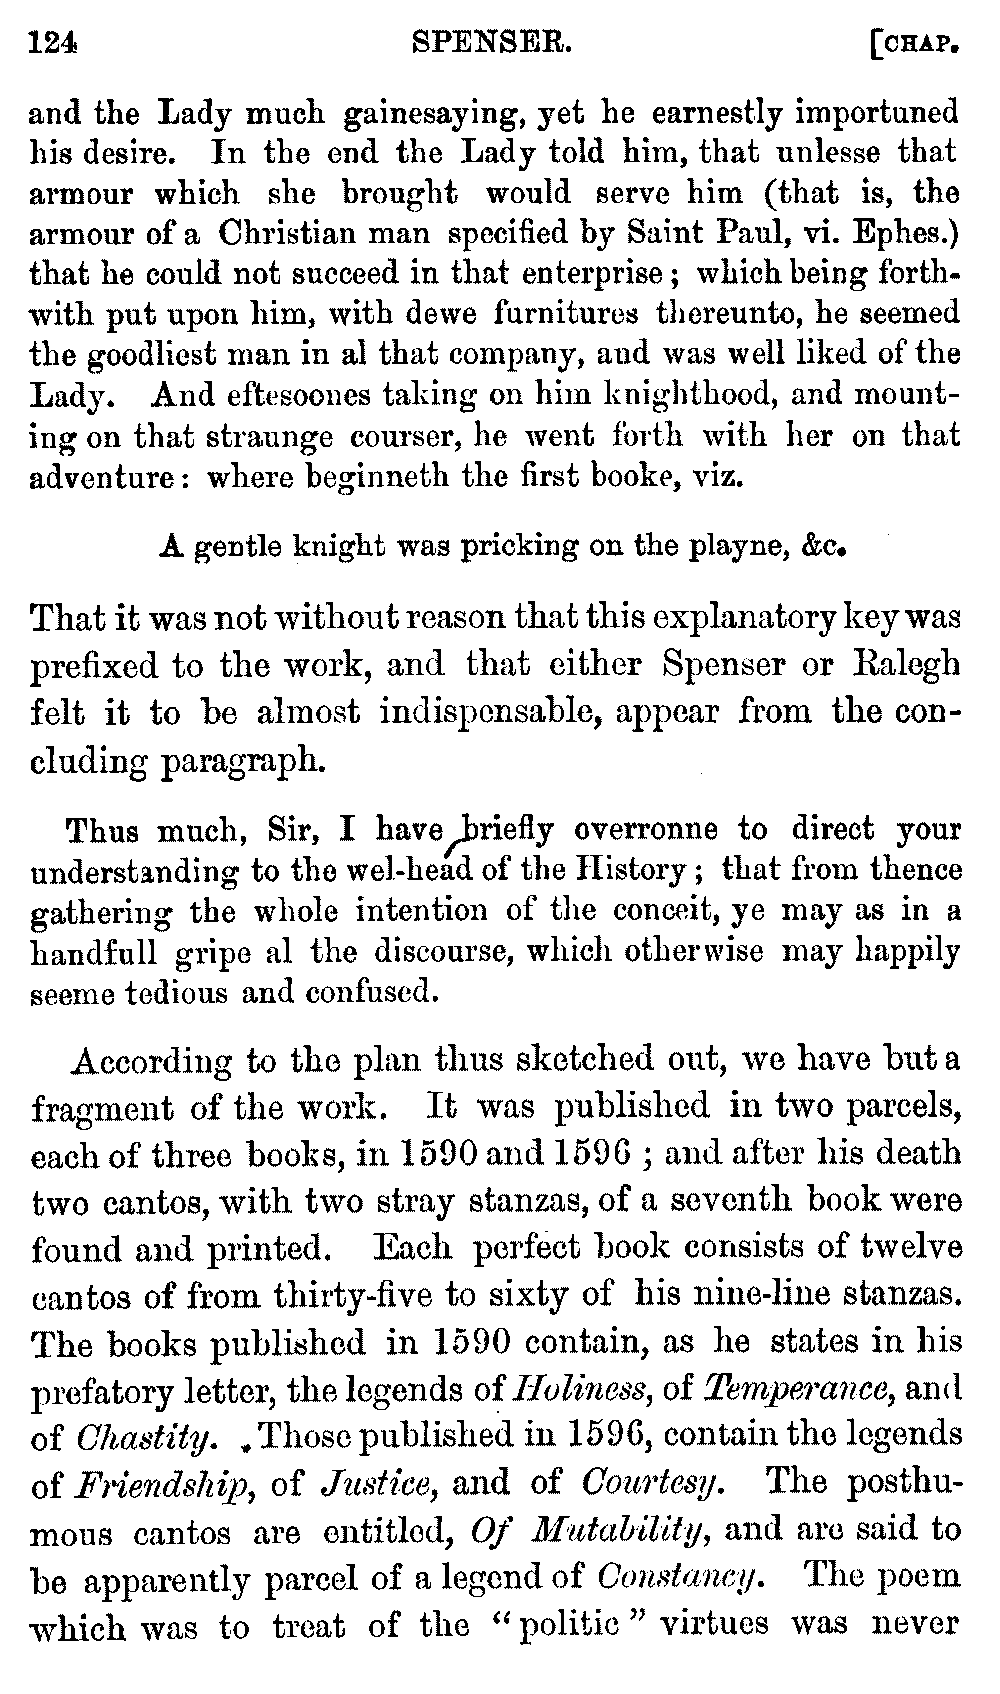 124 SPENSER. [CHAP.
and the Lady much gainesaying, yet he earnestly importuned
his desire. In the end the Lady told him, that unlesse that
armour which she brought would serve him (that is, the
armour of a Christian man specified by Saint Paul, vi. Ephes.)
that he could not succeed in that enterprise; which being forth-
with put upon him, with dewe furnitures thereunto, he seemed
the goodliest man in al that company, and was well liked of the
Lady. And eftesoones taking on him knighthood, and mount-
ing on that straunge courser, he went forth with her on that
adventure: where beginneth the first booke, viz.
A gentle knight was pricking on the playne, &c.
That it was not without reason that this explanatory key was
prefixed to the work, and that either Spenser or Ralegh
felt it to be almost indispensable, appear from the con-
cluding paragraph.
Thus much, Sir, I have briefly overronne to direct your
understanding to the wel-head of the History; that from thence
gathering the whole intention of the conceit, ye may as in a
handfull gripe al the discourse, which otherwise may happily
seeme tedious and confused.
According to the plan thus sketched out, we have but a
fragment of the work. It was published in two parcels,
each of three books, in 1590 and 1596; and after his death
two cantos, with two stray stanzas, of a seventh book were
found and printed. Each perfect book consists of twelve
cantos of from thirty-five to sixty of his nine-line stanzas.
The books published in 1590 contain, as he states in his
prefatory letter, the legends of Holiness, of Temperance, and
of Chastity. Those published in 1596, contain the legends
of Friendship, of Justice, and of Courtesy. The posthu-
mous cantos are entitled, Of Mutability, and are said to
be apparently parcel of a legend of Constancy. The poem
which was to treat of the "politic" virtues was never